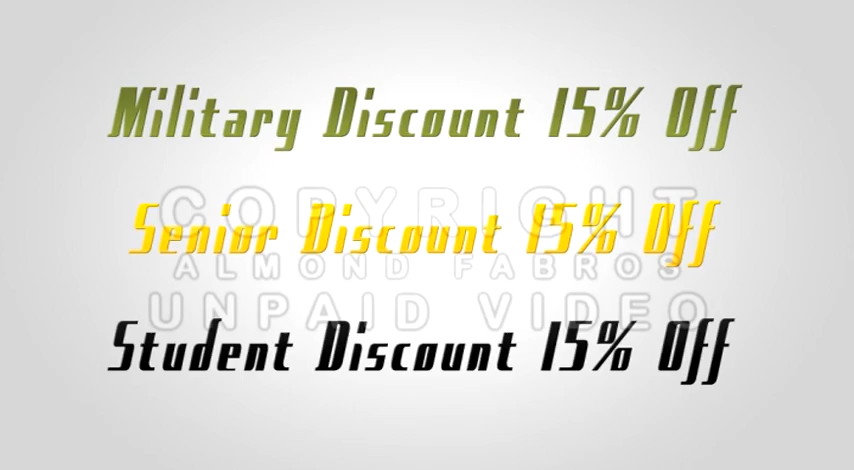 Military Discount 15% Off
COPYRIGHT
Senior Discount 15% Off
ALMOND FABROS
UNPAID VIDEO
Student Discount 15% Off